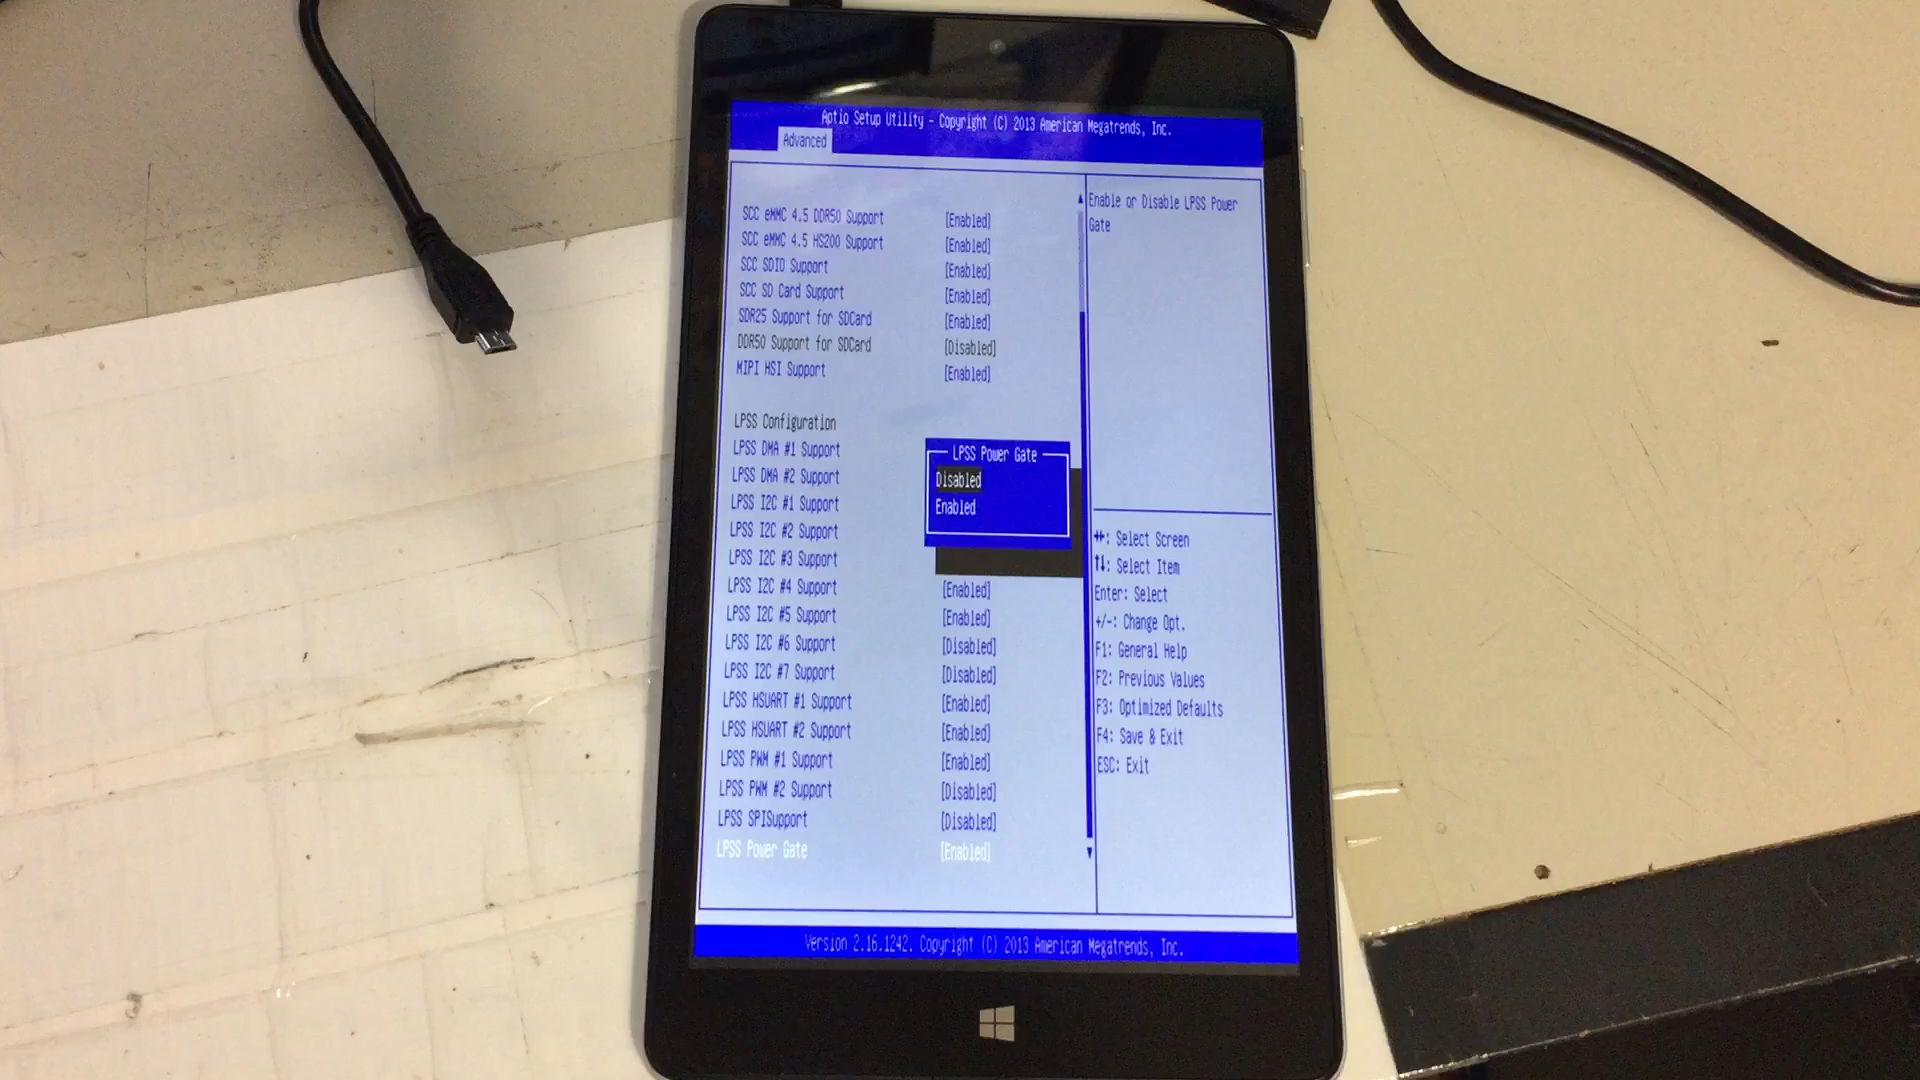 Aptio Setup Utility - Copyright (C) 2013 American Megatrends, Inc.
Advanced
SCC eMMC 4.5 DDR50 Support [Enabled]
SCC eMMC 4.5 HS200 Support [Enabled]
SCC SDIO Support [Enabled]
SCC SD Card Support [Enabled]
SDR25 Support for SDCard [Enabled]
DDR50 Support for SDCard [Disabled]
MIPI HSI Support [Enabled]
LPSS Configuration
LPSS DMA #1 Support
LPSS DMA #2 Support
LPSS I2C #1 Support
LPSS I2C #2 Support
LPSS I2C #3 Support
LPSS I2C #4 Support [Enabled]
LPSS I2C #5 Support [Enabled]
LPSS I2C #6 Support [Disabled]
LPSS I2C #7 Support [Disabled]
LPSS HSUART #1 Support [Enabled]
LPSS HSUART #2 Support [Enabled]
LPSS PWM #1 Support [Enabled]
LPSS PWM #2 Support [Disabled]
LPSS SPISupport [Disabled]
LPSS Power Gate [Enabled]
LPSS Power Gate
Disabled
Enabled
Enable or Disable LPSS Power
Gate
→←: Select Screen
↑↓: Select Item
Enter: Select
+/-: Change Opt.
F1: General Help
F2: Previous Values
F3: Optimized Defaults
F4: Save & Exit
ESC: Exit
Version 2.16.1242. Copyright (C) 2013 American Megatrends, Inc.